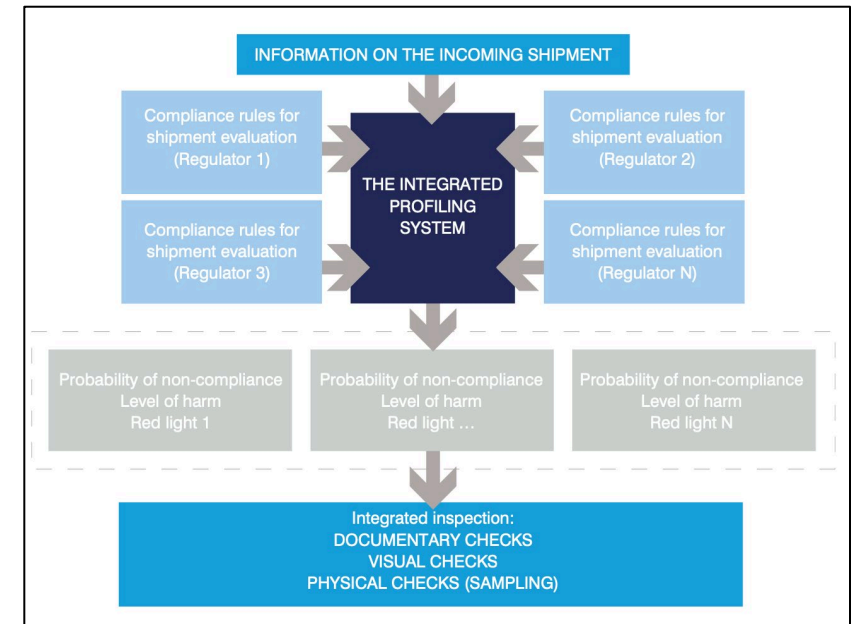 INFORMATION ON THE INCOMING SHIPMENT
Compliance rules for
shipment evaluation
(Regulator 1)
Compliance rules for
shipment evaluation
(Regulator 2)
THE INTEGRATED
PROFILING
SYSTEM
Compliance rules for
shipment evaluation
(Regulator 3)
Compliance rules for
shipment evaluation
(Regulator N)
Probability of non-compliance
Level of harm
Red light 1
Probability of non-compliance
Level of harm
Red light ...
Probability of non-compliance
Level of harm
Red light N
Integrated inspection:
DOCUMENTARY CHECKS
VISUAL CHECKS
PHYSICAL CHECKS (SAMPLING)